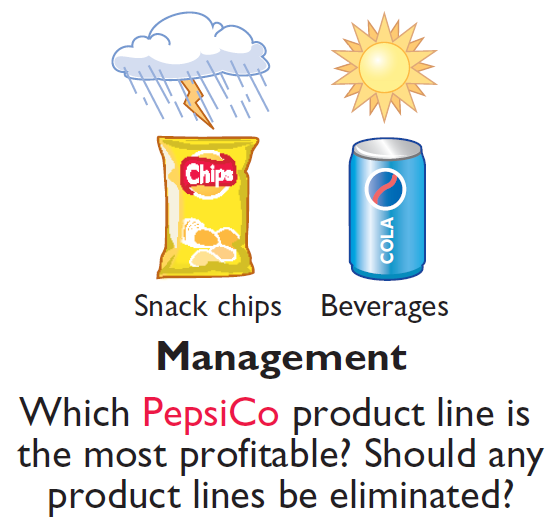 Chips
COLA
Snack chips Beverages
Management
Which PepsiCo product line is
the most profitable? Should any
product lines be eliminated?